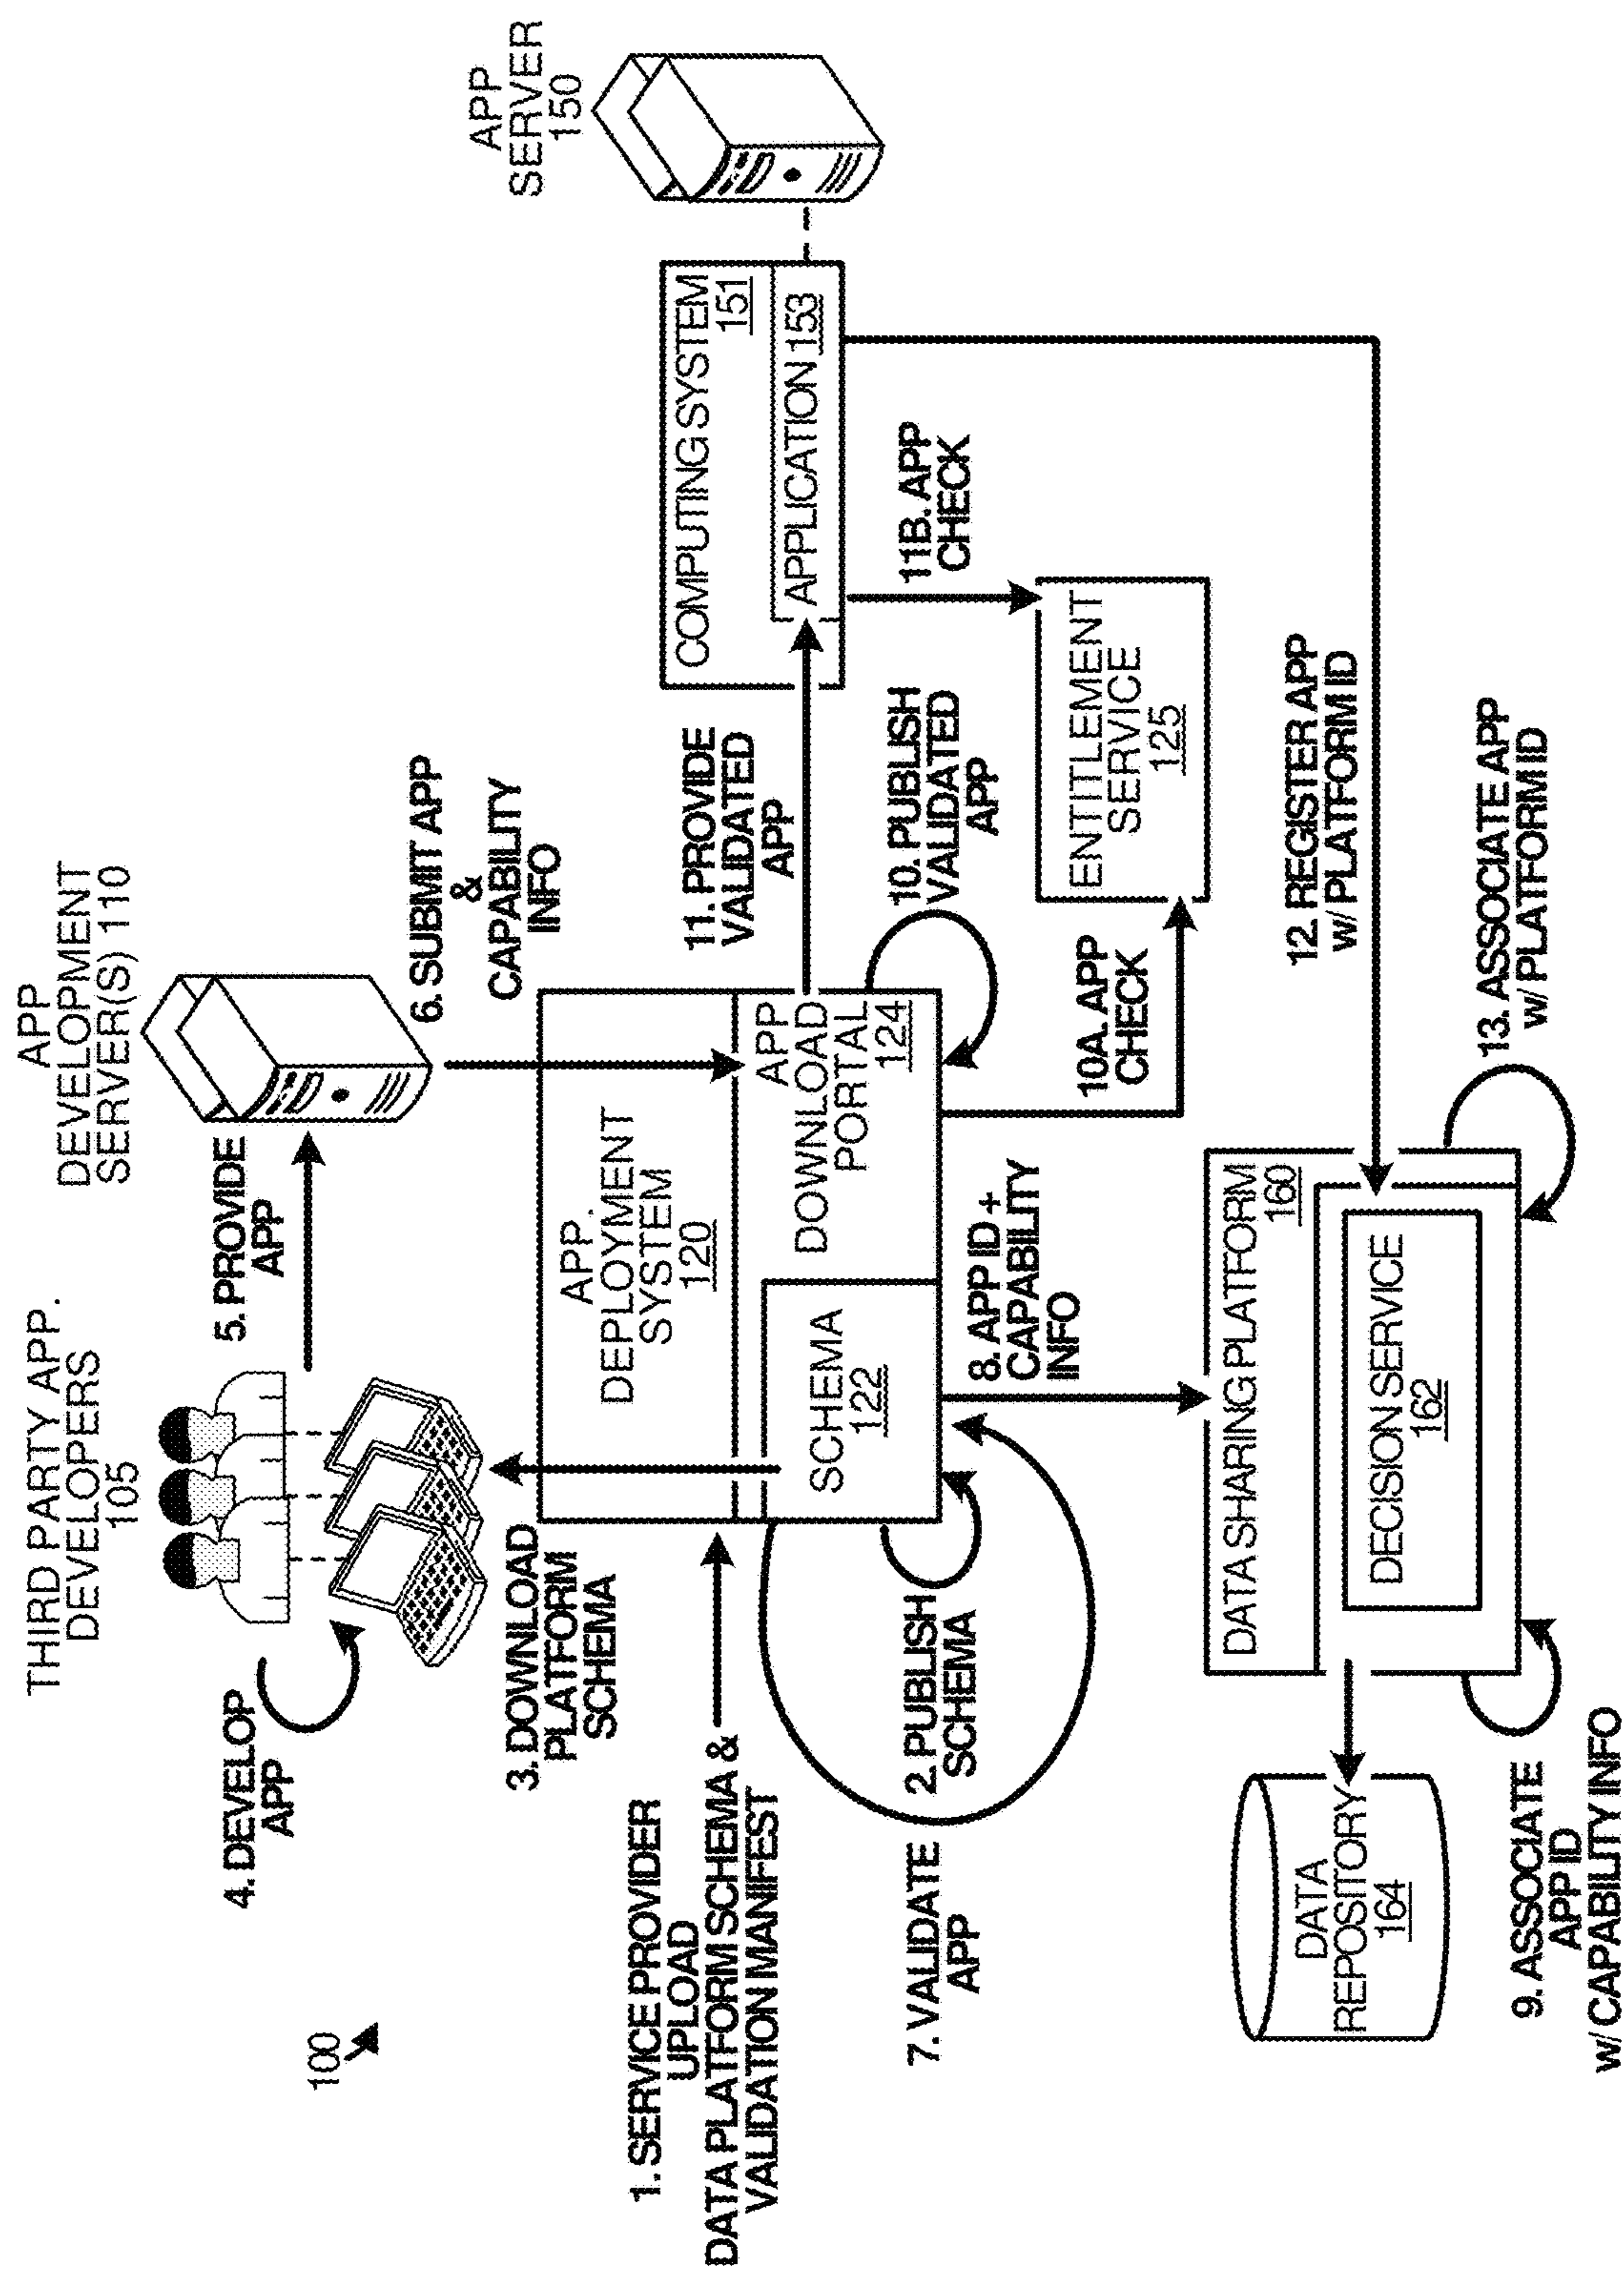 100
THIRD PARTY APP.
DEVELOPERS
105
4. DEVELOP
APP
5. PROVIDE
APP
APP
DEVELOPMENT
SERVER(S) 110
6. SUBMIT APP
&
CAPABILITY
INFO
1. SERVICE PROVIDER
UPLOAD
DATA PLATFORM SCHEMA &
VALIDATION MANIFEST
3. DOWNLOAD
PLATFORM
SCHEMA
APP.
DEPLOYMENT
SYSTEM
120
SCHEMA
122
APP
DOWNLOAD
PORTAL
124
11. PROVIDE
VALIDATED
APP
10. PUBLISH
VALIDATED
APP
COMPUTING SYSTEM
151
APPLICATION 153
APP
SERVER
150
11B. APP
CHECK
ENTITLEMENT
SERVICE
125
10A. APP
CHECK
2. PUBLISH
SCHEMA
7. VALIDATE
APP
8. APP ID +
CAPABILITY
INFO
12. REGISTER APP
w/ PLATFORM ID
DATA SHARING PLATFORM
160
DECISION SERVICE
162
DATA
REPOSITORY
164
9. ASSOCIATE
APP ID
w/ CAPABILITY INFO
13. ASSOCIATE APP
w/ PLATFORM ID